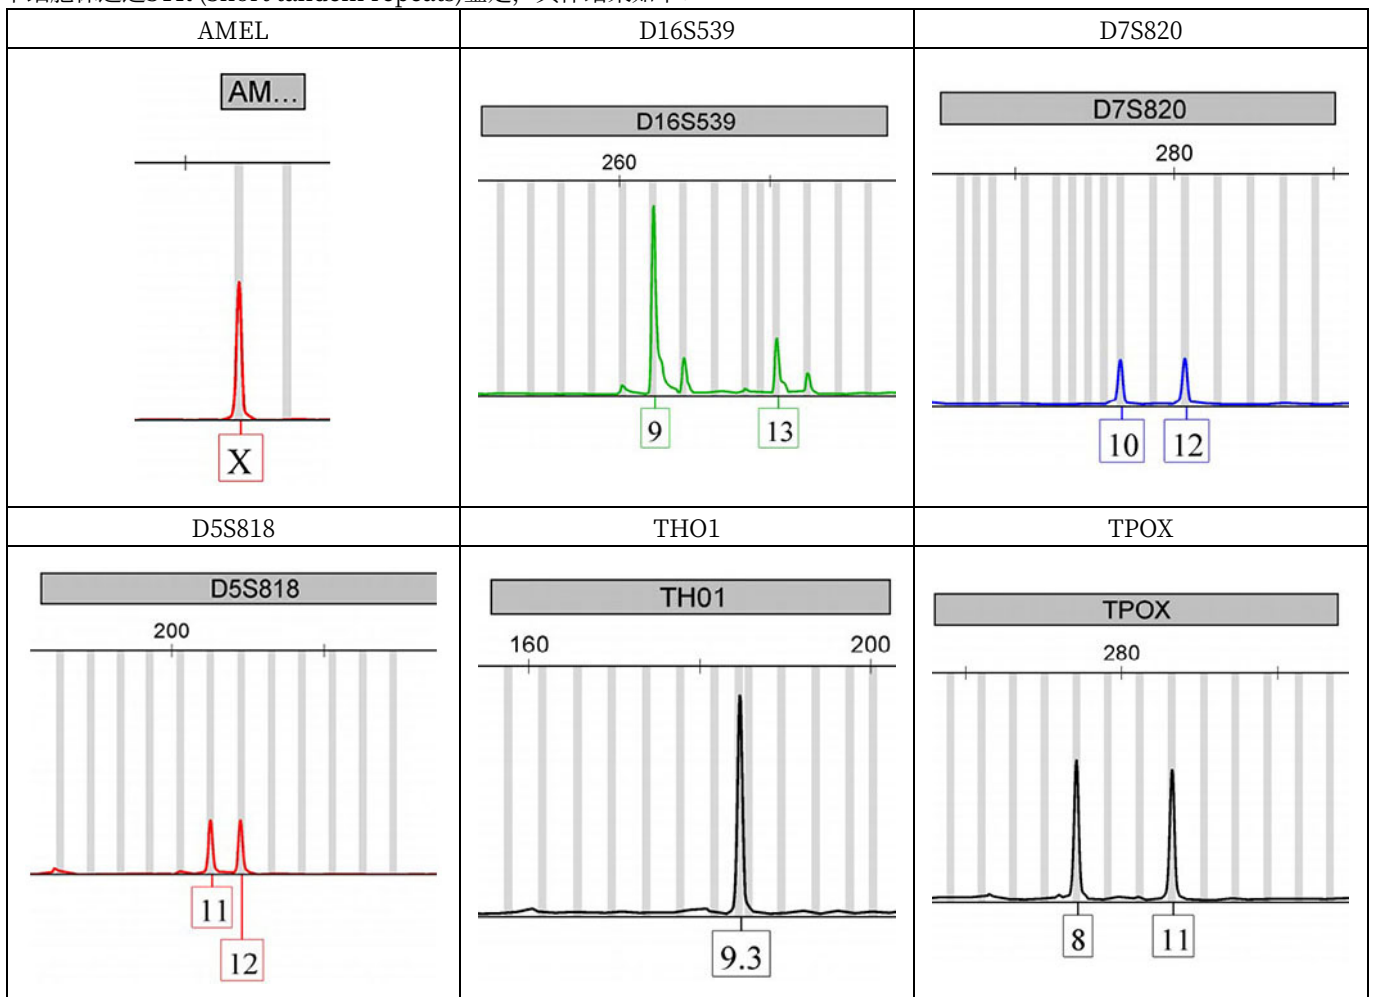 AMEL D16S539 D7S820
AM...
D16S539
260
9 13
D7S820
280
10 12
D5S818 THO1 TPOX
D5S818
200
11
12
TH01
160 200
9.3
TPOX
280
8 11
X